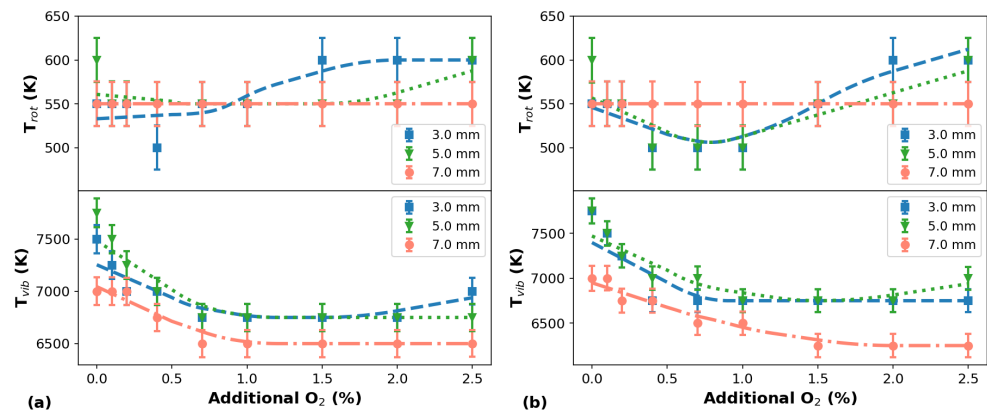 650
600
550
500
T_rot (K)
3.0 mm
5.0 mm
7.0 mm
7500
7000
6500
T_vib (K)
3.0 mm
5.0 mm
7.0 mm
0.0 0.5 1.0 1.5 2.0 2.5
Additional O₂ (%)
(a)
650
600
550
500
T_rot (K)
3.0 mm
5.0 mm
7.0 mm
7500
7000
6500
T_vib (K)
3.0 mm
5.0 mm
7.0 mm
0.0 0.5 1.0 1.5 2.0 2.5
Additional O₂ (%)
(b)